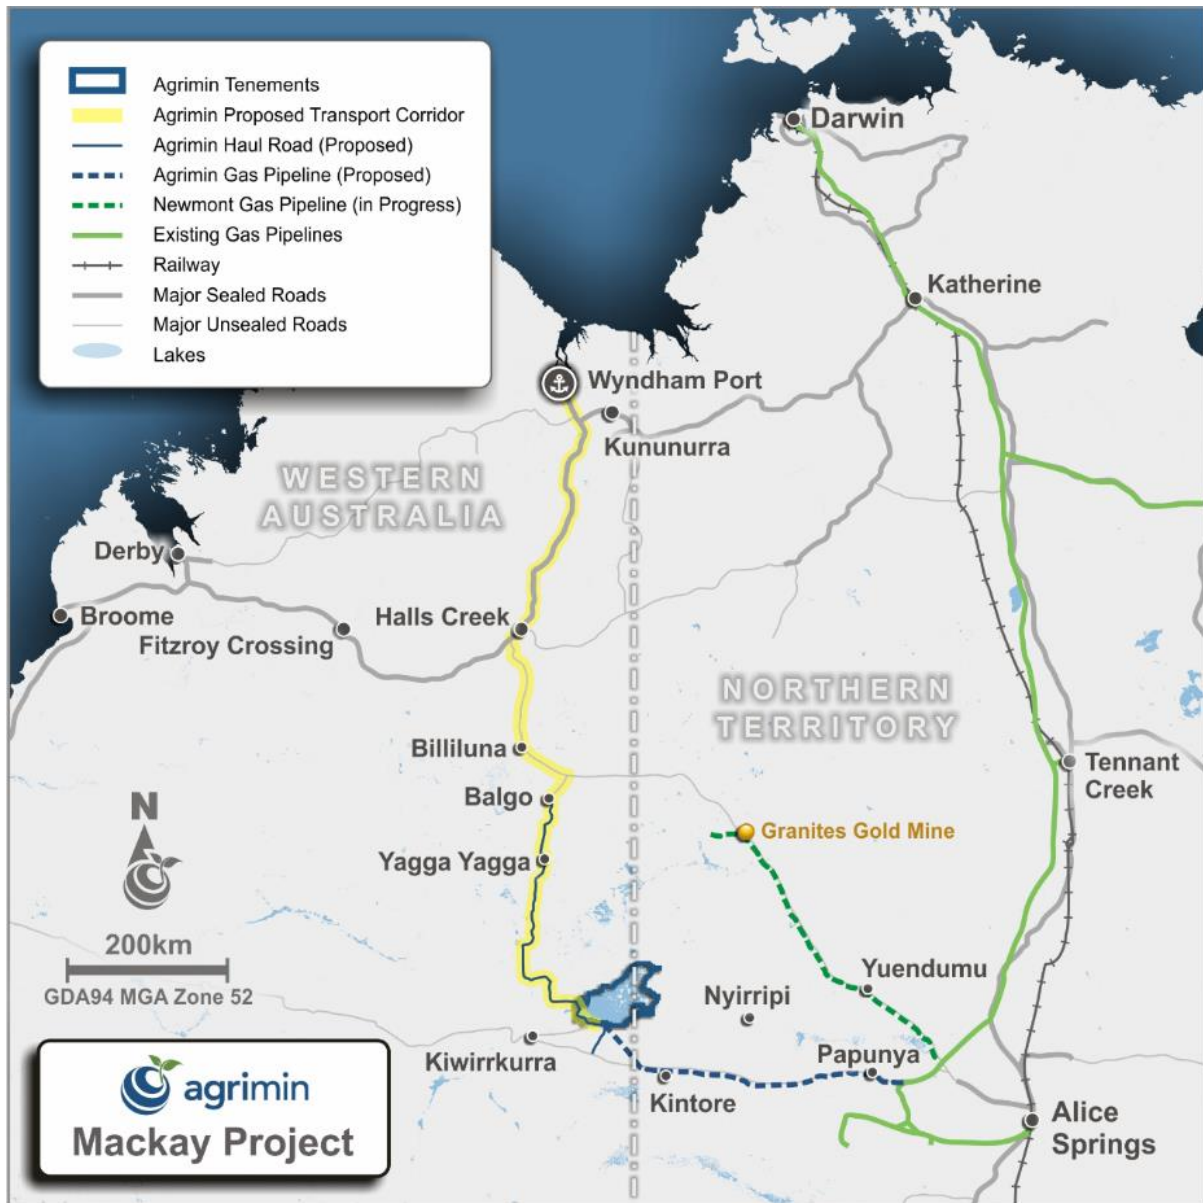 Agrimin Tenements
Agrimin Proposed Transport Corridor
Agrimin Haul Road (Proposed)
Agrimin Gas Pipeline (Proposed)
Newmont Gas Pipeline (in Progress)
Existing Gas Pipelines
Railway
Major Sealed Roads
Major Unsealed Roads
Lakes
Darwin
Katherine
Wyndham Port
Kununurra
WESTERN
AUSTRALIA
Derby
Broome
Fitzroy Crossing
Halls Creek
NORTHERN
TERRITORY
Billiluna
Tennant
Creek
Balgo
Granites Gold Mine
Yagga Yagga
N
200km
GDA94 MGA Zone 52
Yuendumu
Nyirripi
Kiwirrkurra
Papunya
Kintore
Alice
Springs
agrimin
Mackay Project